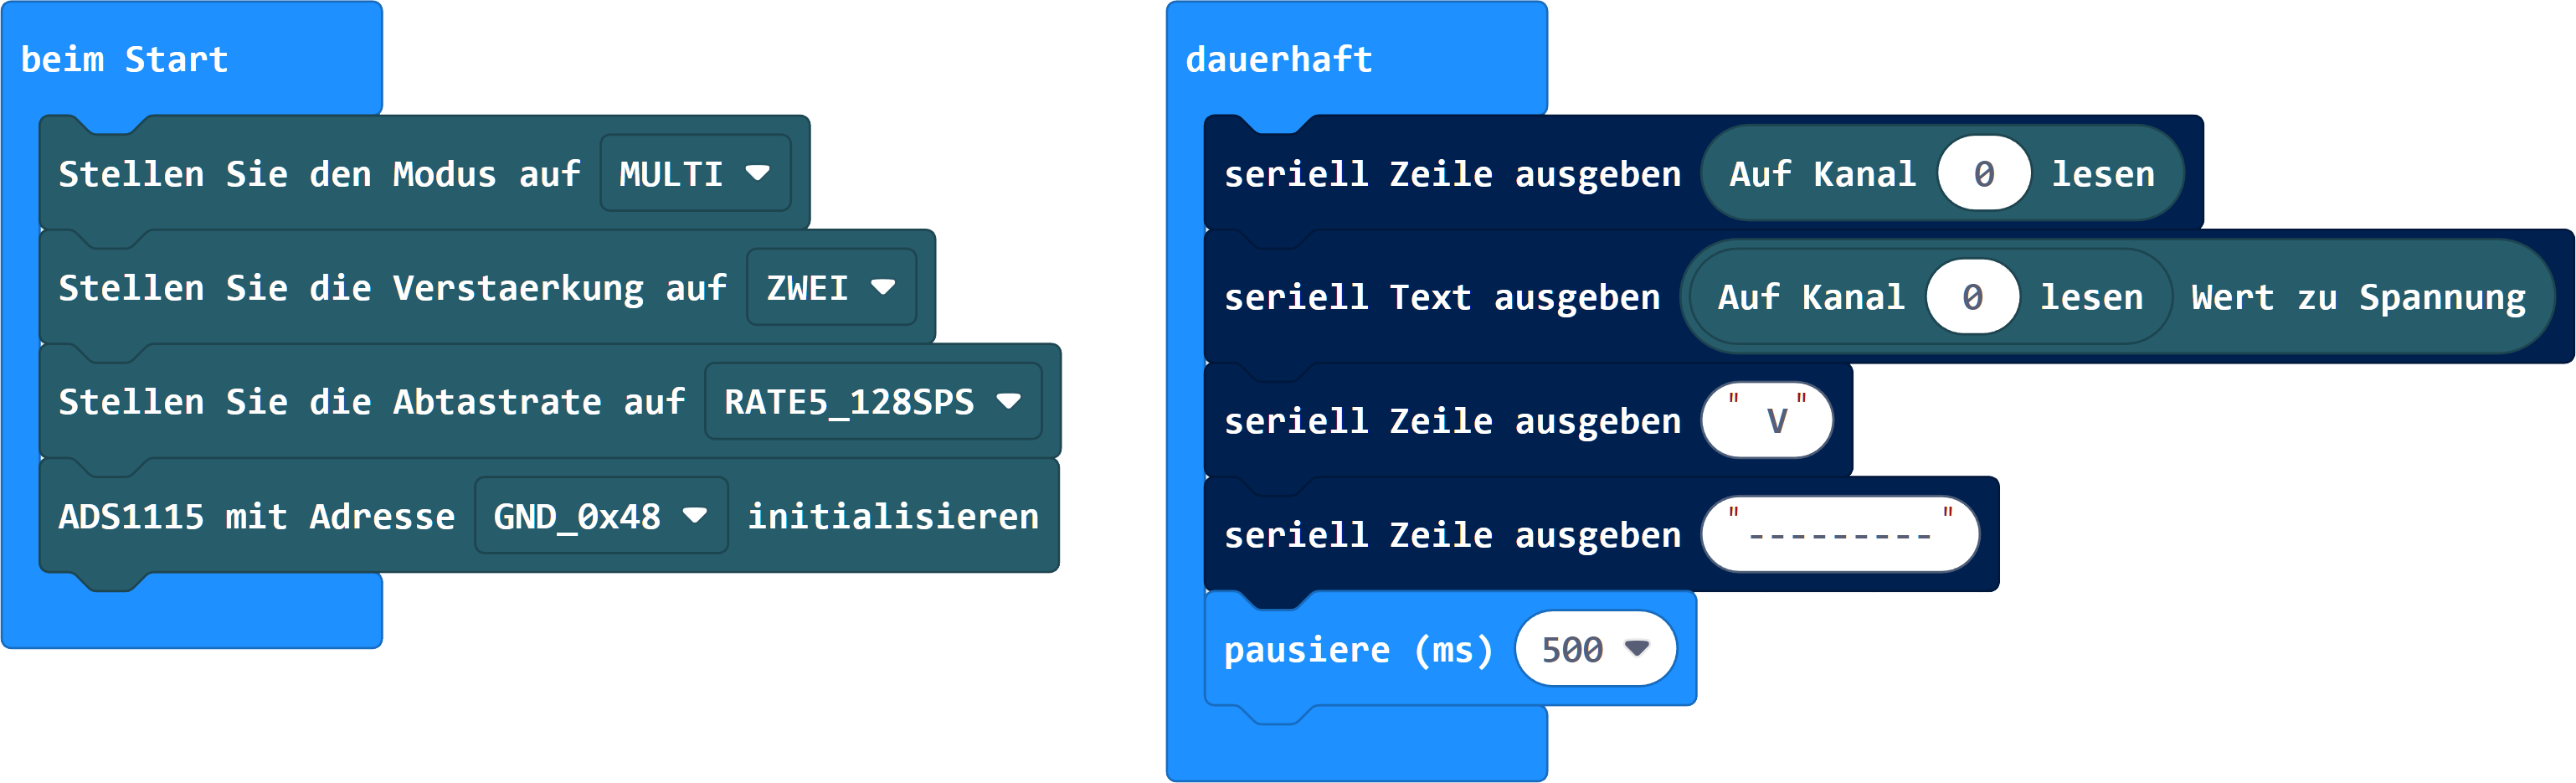 beim Start
Stellen Sie den Modus auf MULTI
Stellen Sie die Verstaerkung auf ZWEI
Stellen Sie die Abtastrate auf RATE5_128SPS
ADS1115 mit Adresse GND_0x48 initialisieren
dauerhaft
seriell Zeile ausgeben Auf Kanal 0 lesen
seriell Text ausgeben Auf Kanal 0 lesen Wert zu Spannung
seriell Zeile ausgeben " V"
seriell Zeile ausgeben "---------"
pausiere (ms) 500